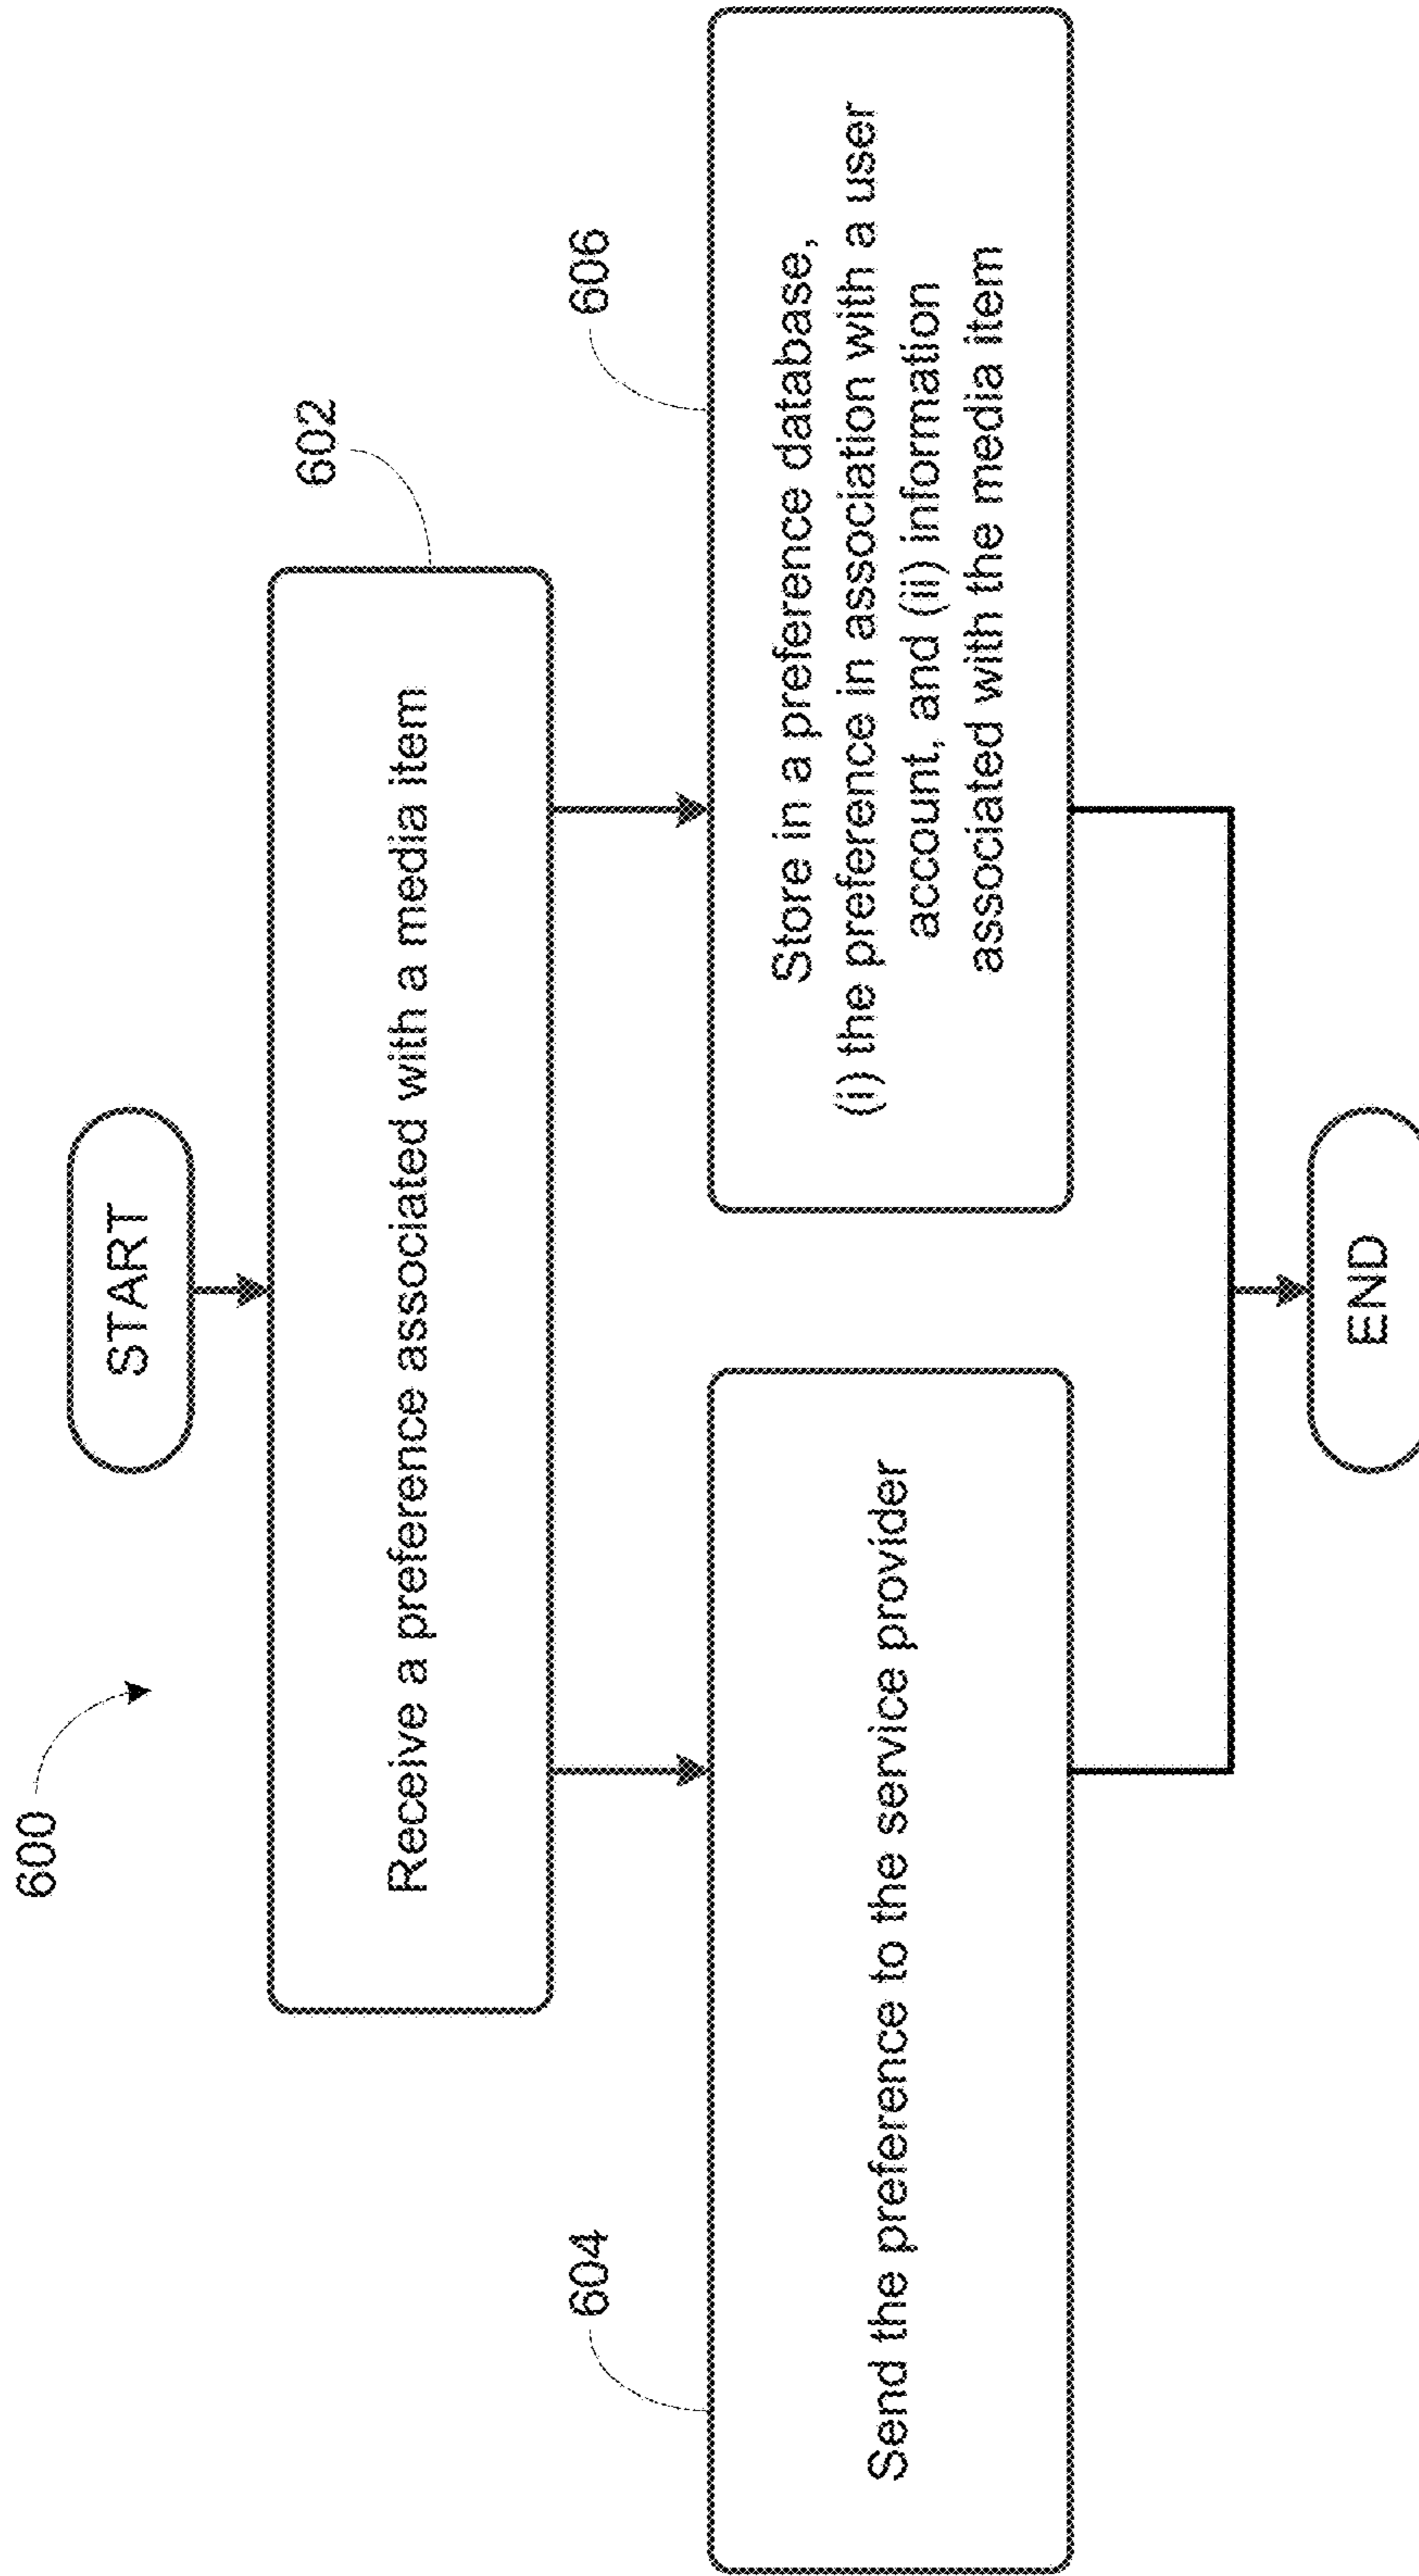 600
START
602
Receive a preference associated with a media item
604
Send the preference to the service provider
606
Store in a preference database,
(i) the preference in association with a user
account, and (ii) information
associated with the media item
END